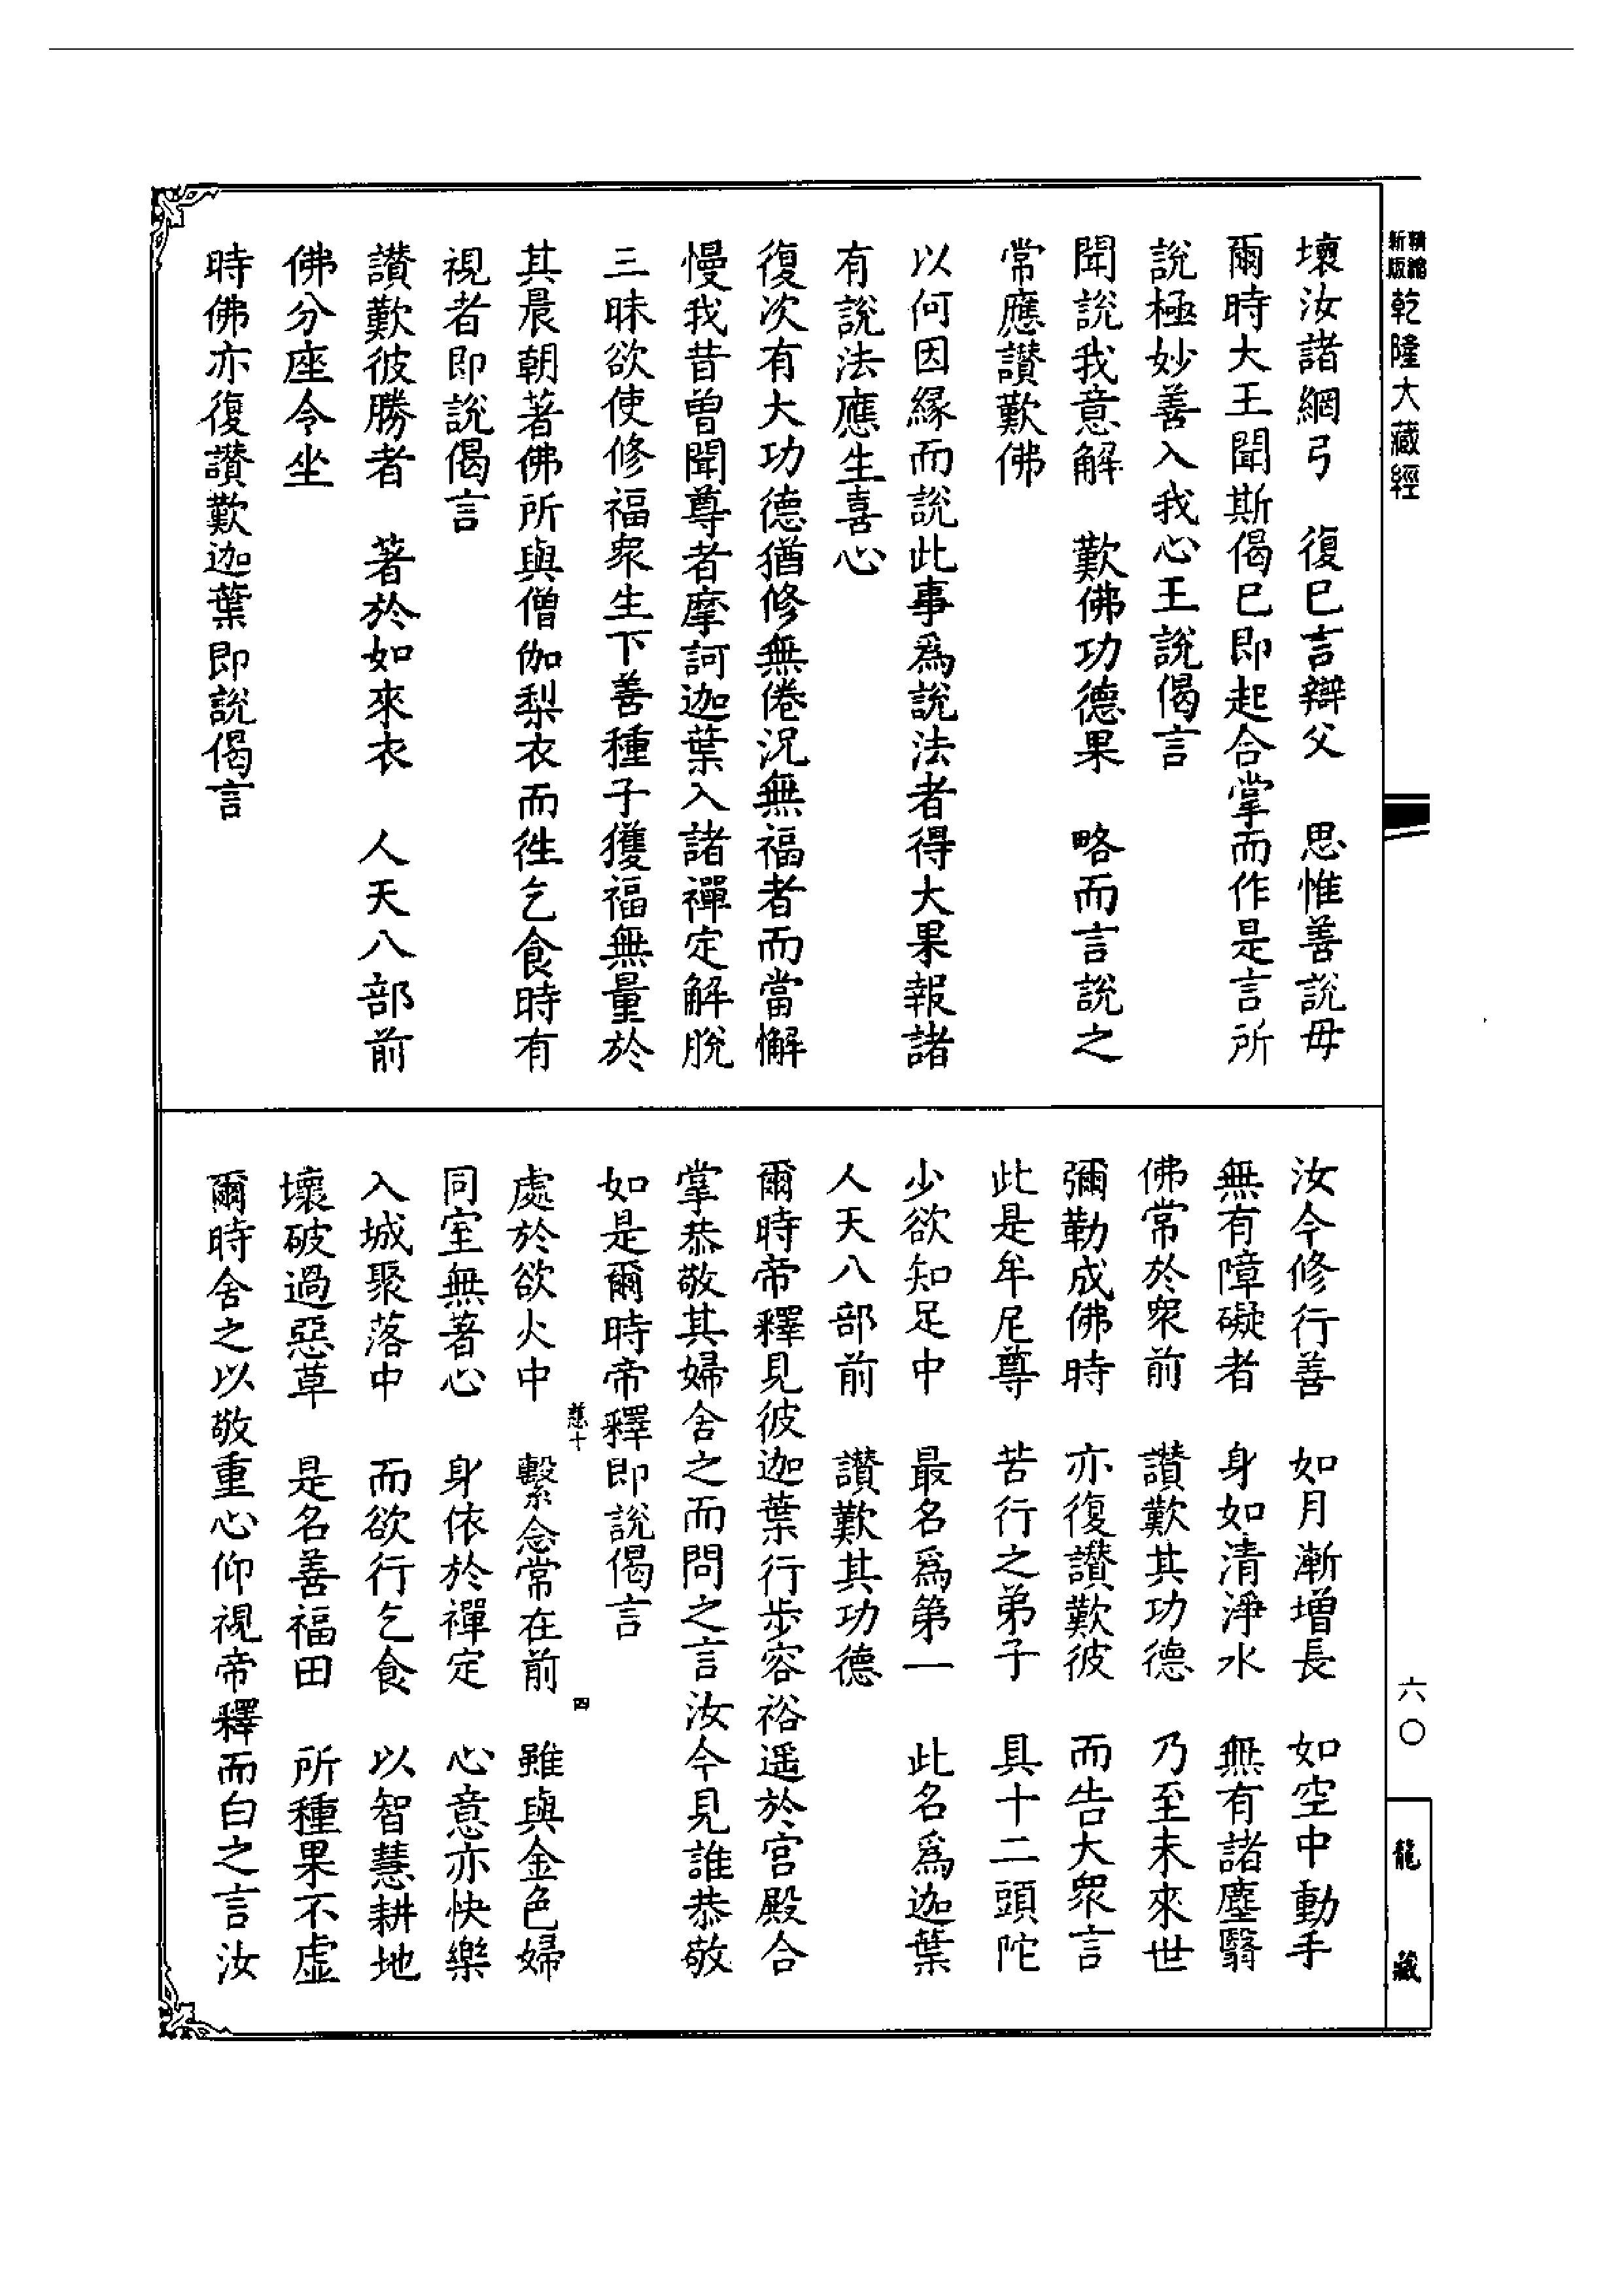 新版精縮乾隆大藏經
壞汝諸網弓　復已言辯父　思惟善說毋
爾時大王聞斯偈已即起合掌而作是言所
說極妙善入我心王說偈言
聞說我意解　歎佛功德果　略而言說之
常應讚歎佛
以何因緣而說此事爲說法者得大果報諸
有說法應生喜心
復次有大功德猶修無倦況無福者而當懈
慢我昔曾聞尊者摩訶迦葉入諸禪定解脫
三昧欲使修福眾生下善種子獲福無量於
其晨朝著佛所與僧伽梨衣而徃乞食時有
視者即說偈言
讚歎彼勝者　著於如來衣　人天八部前
佛分座令坐
時佛亦復讚歎迦葉即說偈言
汝今修行善　如月漸增長　如空中動手
無有障礙者　身如清淨水　無有諸塵翳
佛常於眾前　讚歎其功德　乃至未來世
彌勒成佛時　亦復讚歎彼　而告大眾言
此是牟尼尊　苦行之弟子　具十二頭陀
少欲知足中　最名爲第一　此名爲迦葉
人天八部前　讚歎其功德
爾時帝釋見彼迦葉行步容裕遥於宮殿合
掌恭敬其婦舍之而問之言汝今見誰恭敬
如是爾時帝釋即說偈言
慈十　四
處於欲火中　繫念常在前　雖與金色婦
同室無著心　身依於禪定　心意亦快樂
入城聚落中　而欲行乞食　以智慧耕地
壞破過惡草　是名善福田　所種果不虛
爾時舍之以敬重心仰視帝釋而白之言汝
六〇
龍藏